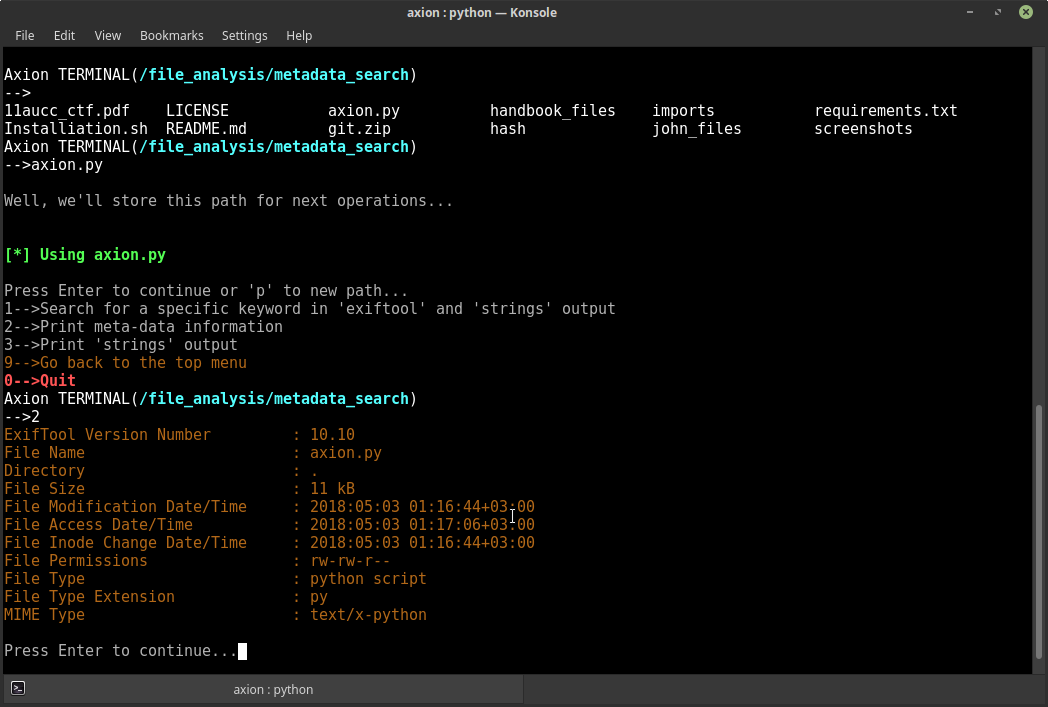 axion : python — Konsole
File Edit View Bookmarks Settings Help
Axion TERMINAL(/file_analysis/metadata_search)
-->
11aucc_ctf.pdf    LICENSE           axion.py          handbook_files    imports           requirements.txt
Installiation.sh  README.md         git.zip           hash              john_files        screenshots
Axion TERMINAL(/file_analysis/metadata_search)
-->axion.py
Well, we'll store this path for next operations...
[*] Using axion.py
Press Enter to continue or 'p' to new path...
1-->Search for a specific keyword in 'exiftool' and 'strings' output
2-->Print meta-data information
3-->Print 'strings' output
9-->Go back to the top menu
0-->Quit
Axion TERMINAL(/file_analysis/metadata_search)
-->2
ExifTool Version Number         : 10.10
File Name                       : axion.py
Directory                       : .
File Size                       : 11 kB
File Modification Date/Time     : 2018:05:03 01:16:44+03:00
File Access Date/Time           : 2018:05:03 01:17:06+03:00
File Inode Change Date/Time     : 2018:05:03 01:16:44+03:00
File Permissions                : rw-rw-r--
File Type                       : python script
File Type Extension             : py
MIME Type                       : text/x-python
Press Enter to continue...
axion : python